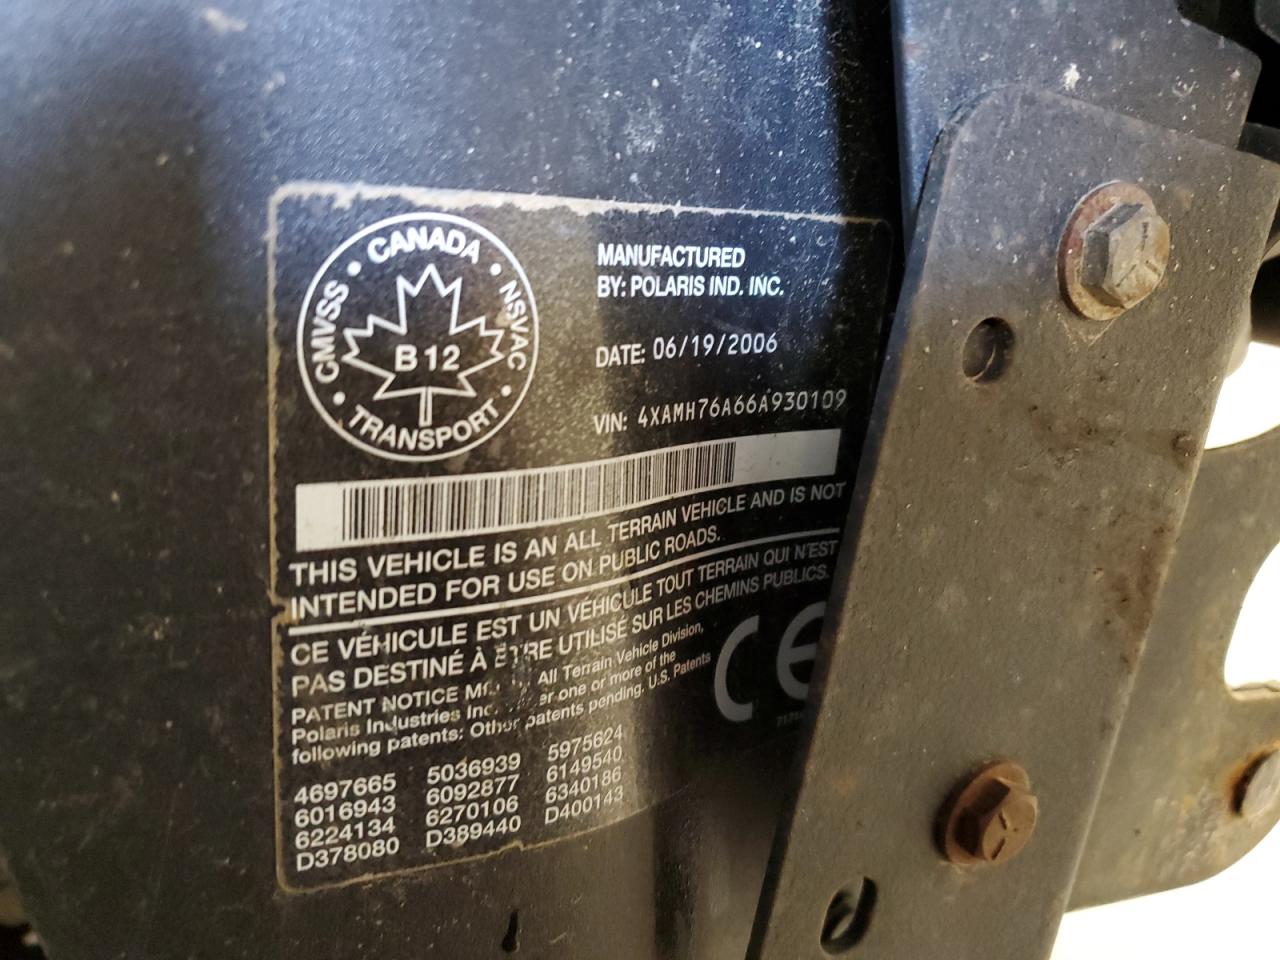 CANADA
CMVSS • NSVAC
B12
TRANSPORT
MANUFACTURED
BY: POLARIS IND. INC.
DATE: 06/19/2006
VIN: 4XAMH76A66A930109
THIS VEHICLE IS AN ALL TERRAIN VEHICLE AND IS NOT
INTENDED FOR USE ON PUBLIC ROADS.
CE VÉHICULE EST UN VÉHICULE TOUT TERRAIN QUI N'EST
PAS DESTINÉ À ÊTRE UTILISÉ SUR LES CHEMINS PUBLICS.
PATENT NOTICE All Terrain Vehicle Division,
Polaris Industries Inc. one or more of the
following patents: Other patents pending. U.S. Patents
4697665 5036939 5975624
6016943 6092877 6149540
6224134 6270106 6340186
D378080 D389440 D400143
CE